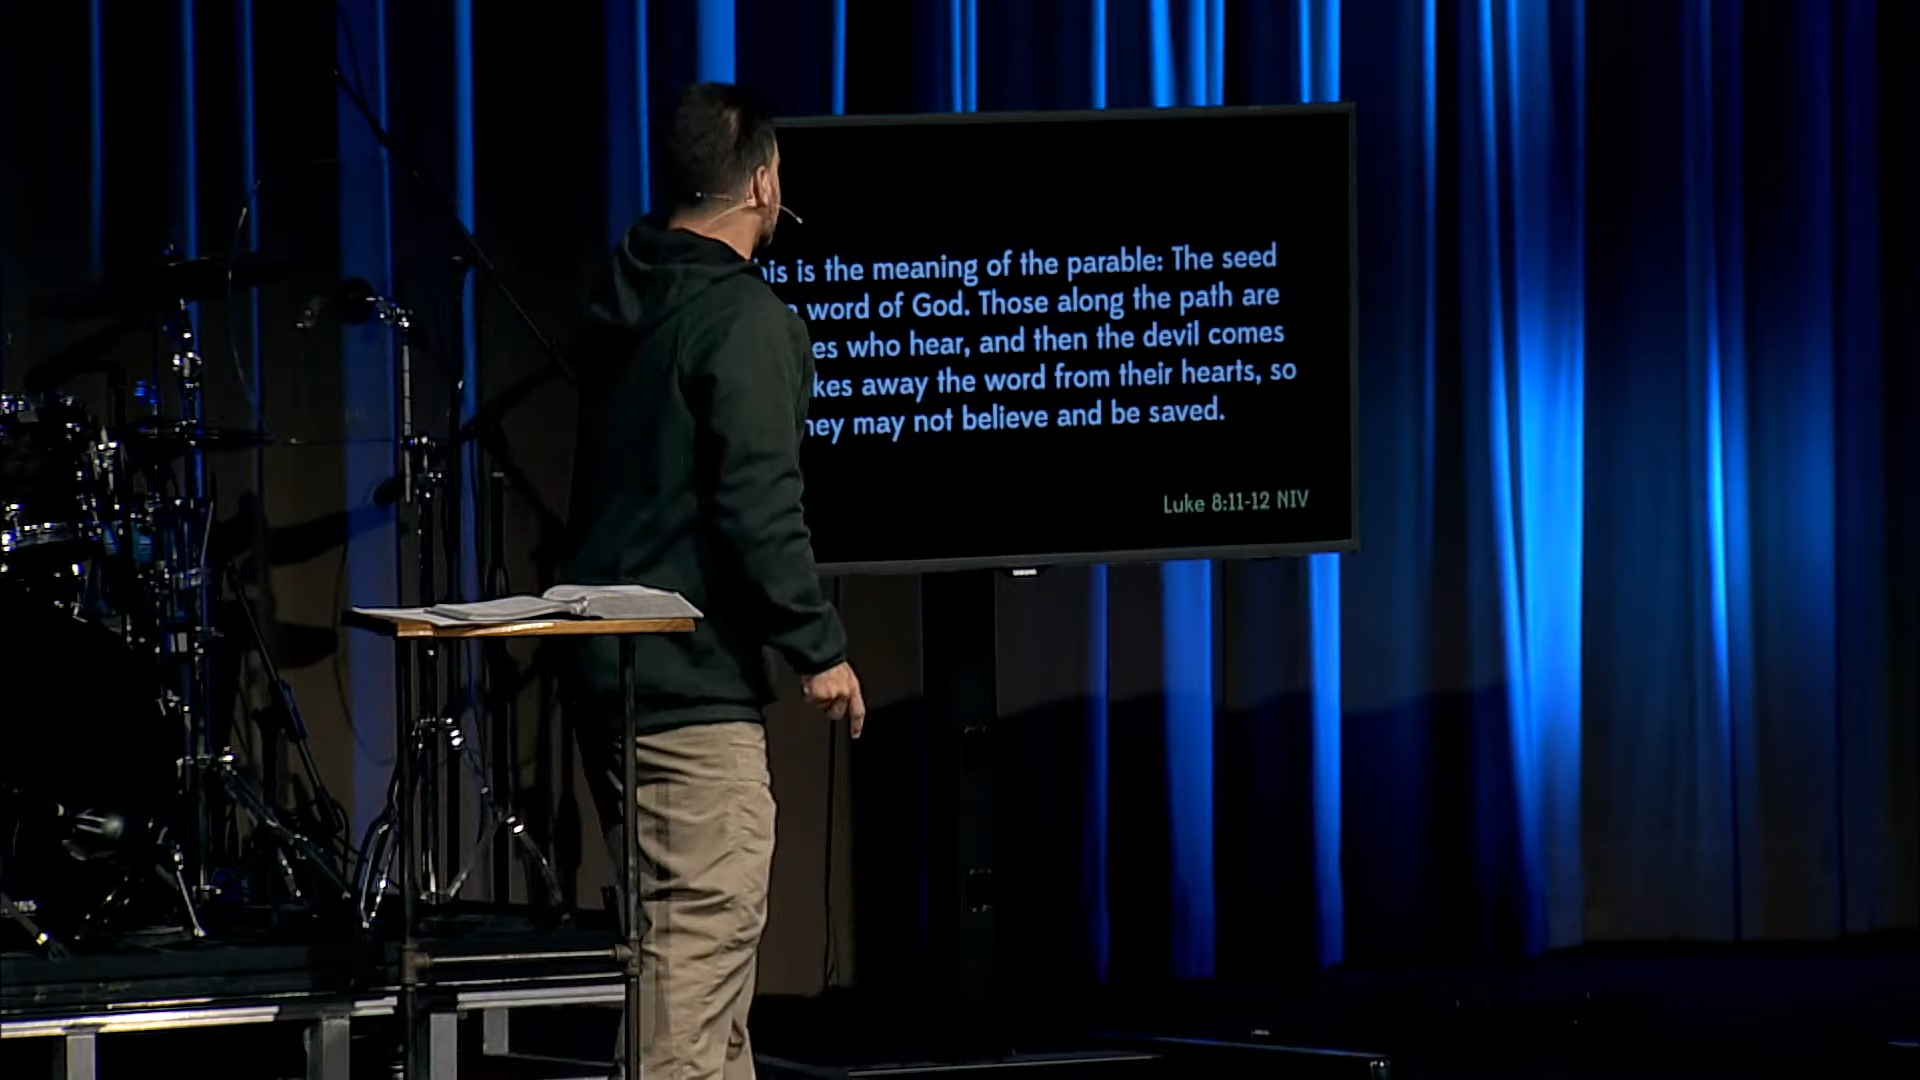 his is the meaning of the parable: The seed
word of God. Those along the path are
es who hear, and then the devil comes
kes away the word from their hearts, so
hey may not believe and be saved.
Luke 8:11-12 NIV
SAMSUNG